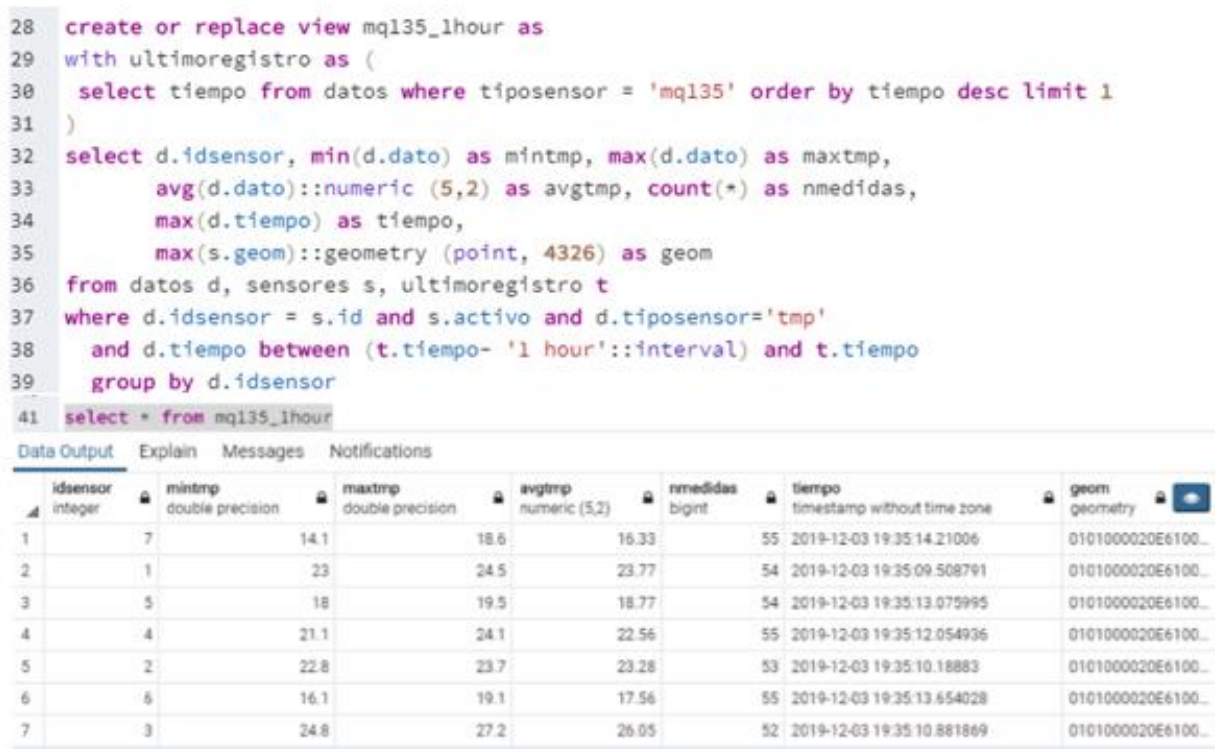 28 create or replace view mq135_1hour as
29 with ultimoregistro as (
30 select tiempo from datos where tiposensor = 'mq135' order by tiempo desc limit 1
31 )
32 select d.idsensor, min(d.dato) as mintmp, max(d.dato) as maxtmp,
33 avg(d.dato)::numeric (5,2) as avgtmp, count(*) as nmedidas,
34 max(d.tiempo) as tiempo,
35 max(s.geom)::geometry (point, 4326) as geom
36 from datos d, sensores s, ultimoregistro t
37 where d.idsensor = s.id and s.activo and d.tiposensor='tmp'
38 and d.tiempo between (t.tiempo- '1 hour'::interval) and t.tiempo
39 group by d.idsensor
41 select * from mq135_1hour
Data Output Explain Messages Notifications
idsensor mintmp maxtmp avgtmp nmedidas tiempo geom
integer double precision double precision numeric (5,2) bigint timestamp without time zone geometry
1 7 14.1 18.6 16.33 55 2019-12-03 19:35:14.21006 0101000020E6100...
2 1 23 24.5 23.77 54 2019-12-03 19:35:09.508791 0101000020E6100...
3 5 18 19.5 18.77 54 2019-12-03 19:35:13.075995 0101000020E6100...
4 4 21.1 24.1 22.56 55 2019-12-03 19:35:12.054936 0101000020E6100...
5 2 22.8 23.7 23.28 53 2019-12-03 19:35:10.18883 0101000020E6100...
6 6 16.1 19.1 17.56 55 2019-12-03 19:35:13.654028 0101000020E6100...
7 3 24.8 27.2 26.05 52 2019-12-03 19:35:10.881869 0101000020E6100...